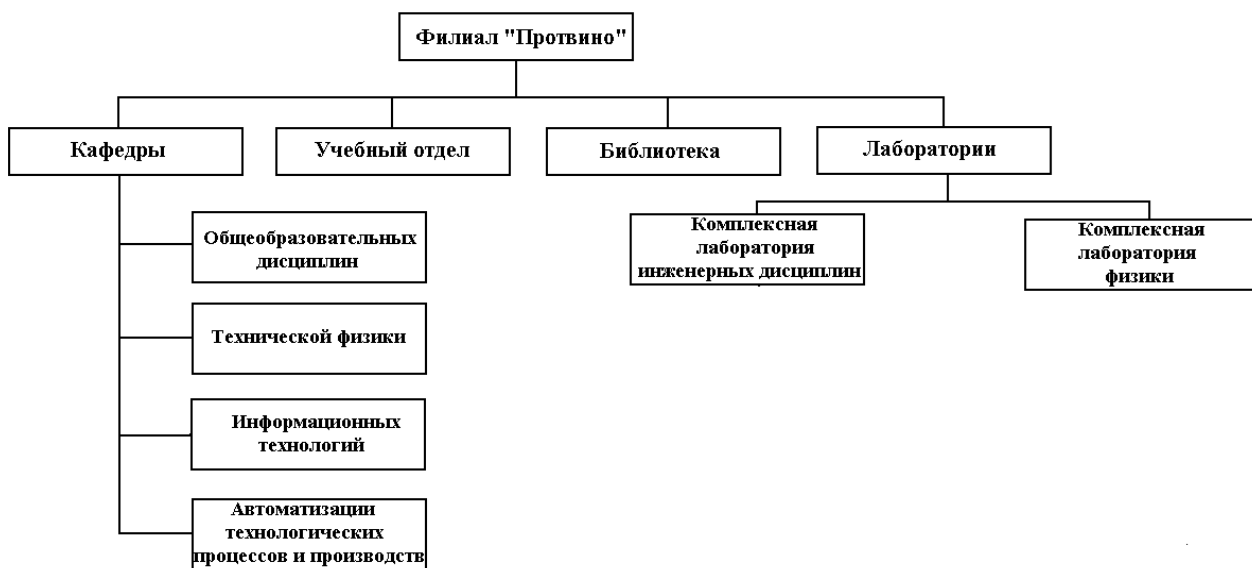 Филиал "Протвино"
Кафедры
Учебный отдел
Библиотека
Лаборатории
Общеобразовательных
дисциплин
Технической физики
Информационных
технологий
Автоматизации
технологических
процессов и производств
Комплексная
лаборатория
инженерных дисциплин
Комплексная
лаборатория
физики